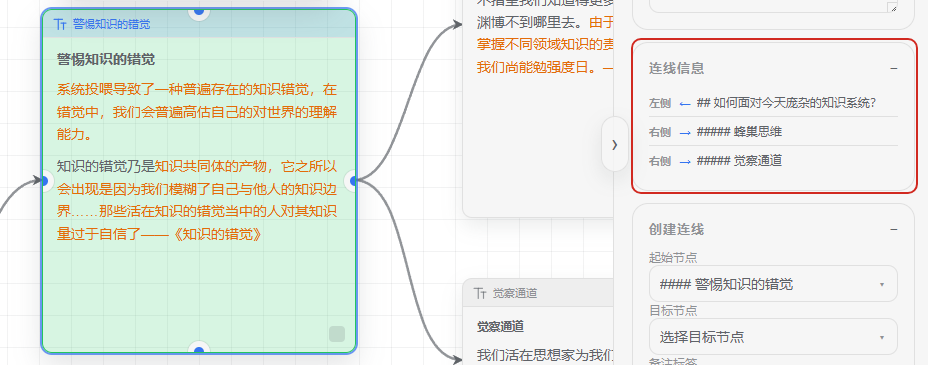 警惕知识的错觉
警惕知识的错觉
系统投喂导致了一种普遍存在的知识错觉，在
错觉中，我们会普遍高估自己的对世界的理解
能力。
知识的错觉乃是知识共同体的产物，它之所以
会出现是因为我们模糊了自己与他人的知识边
界……那些活在知识的错觉当中的人对其知识
量过于自信了——《知识的错觉》
渊博不到哪里去。由于
掌握不同领域知识的责
我们尚能勉强度日。—
觉察通道
觉察通道
我们活在思想家为我们
连线信息 −
左侧 ← ## 如何面对今天庞杂的知识系统?
右侧 → ##### 蜂巢思维
右侧 → ##### 觉察通道
创建连线 −
起始节点
#### 警惕知识的错觉
目标节点
选择目标节点
备注标签